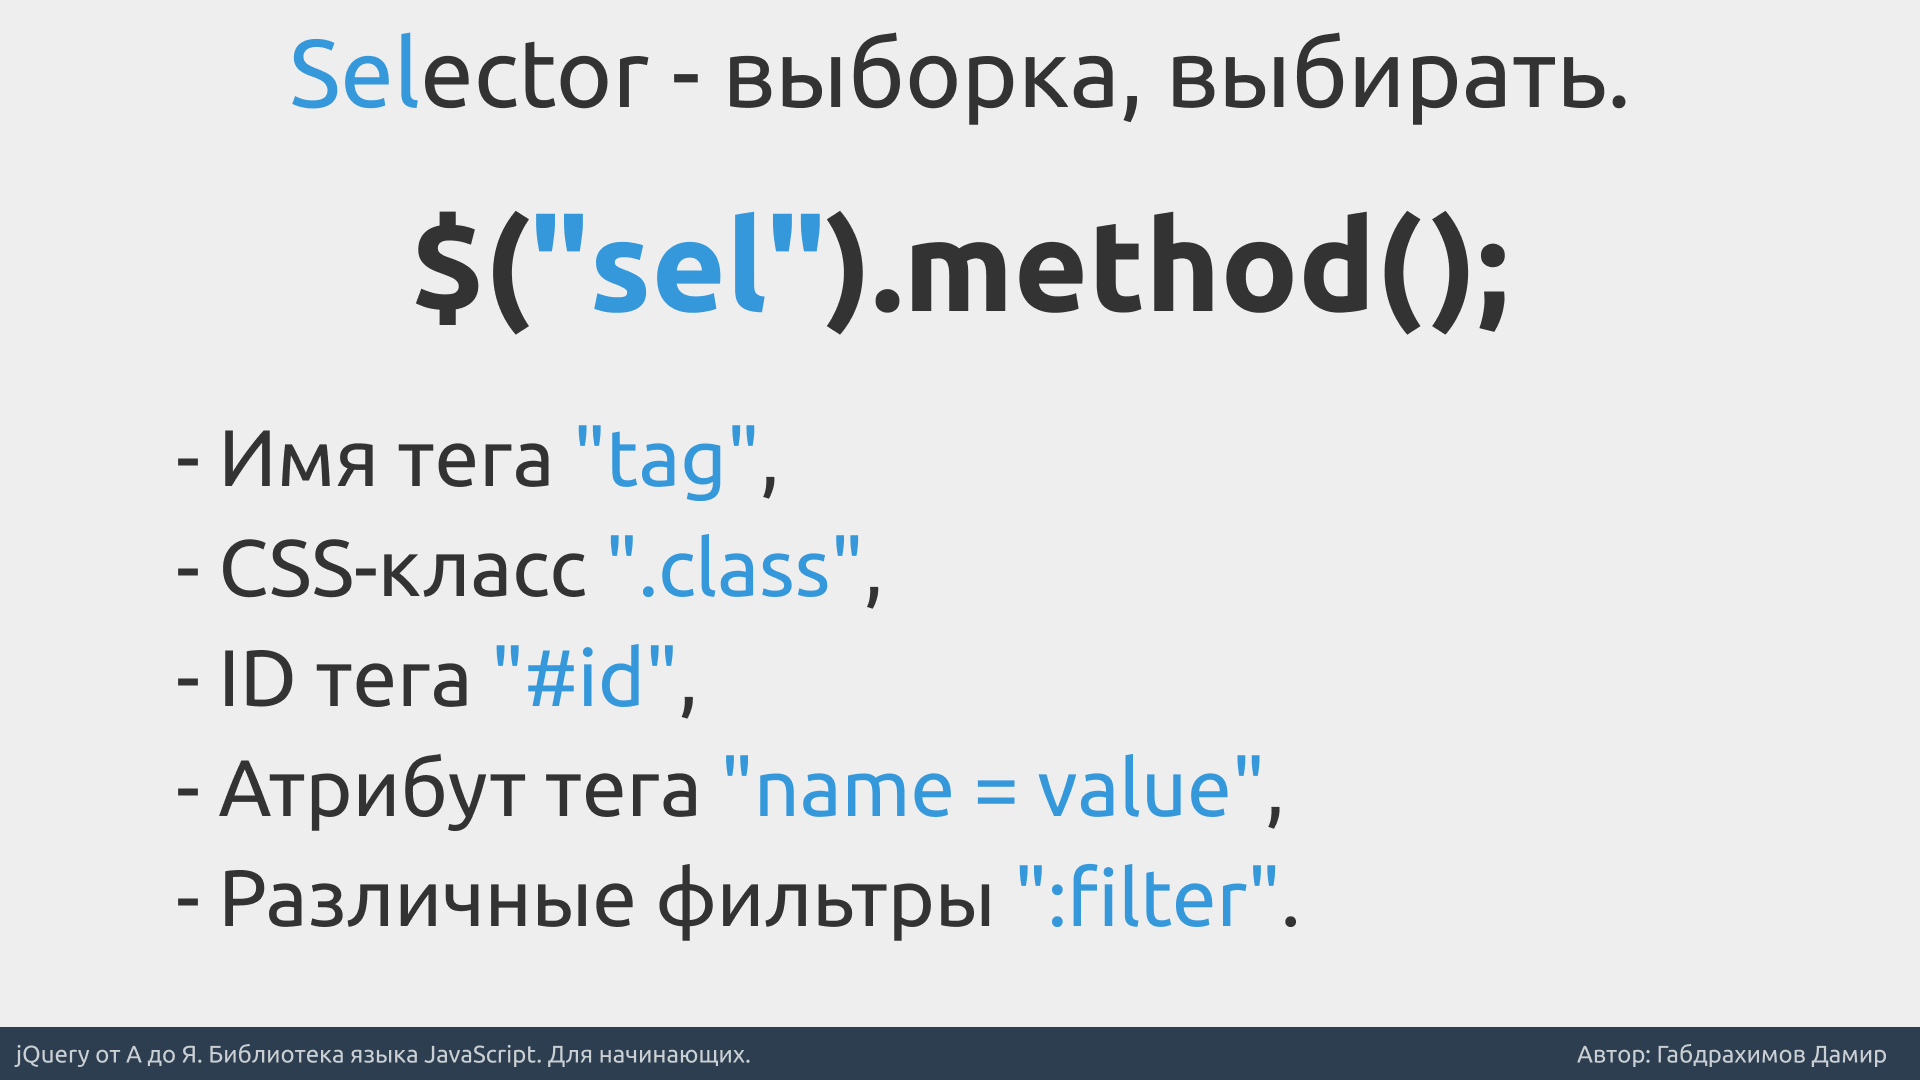 Selector - выборка, выбирать.
$("sel").method();
- Имя тега "tag",
- CSS-класс ".class",
- ID тега "#id",
- Атрибут тега "name = value",
- Различные фильтры ":filter".
jQuery от А до Я. Библиотека языка JavaScript. Для начинающих.
Автор: Габдрахимов Дамир